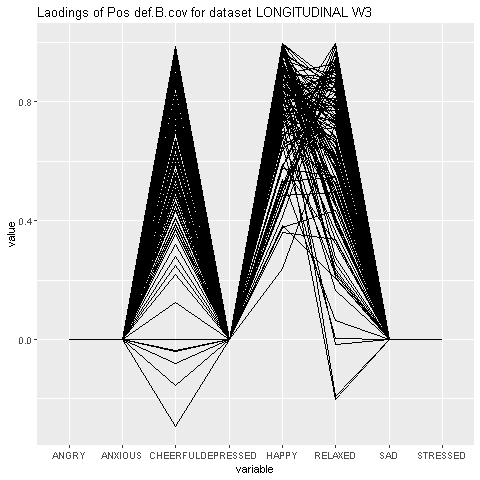 Laodings of Pos def.B.cov for dataset LONGITUDINAL W3
0.8
0.4
0.0
value
ANGRY ANXIOUS CHEERFULDEPRESSED HAPPY RELAXED SAD STRESSED
variable